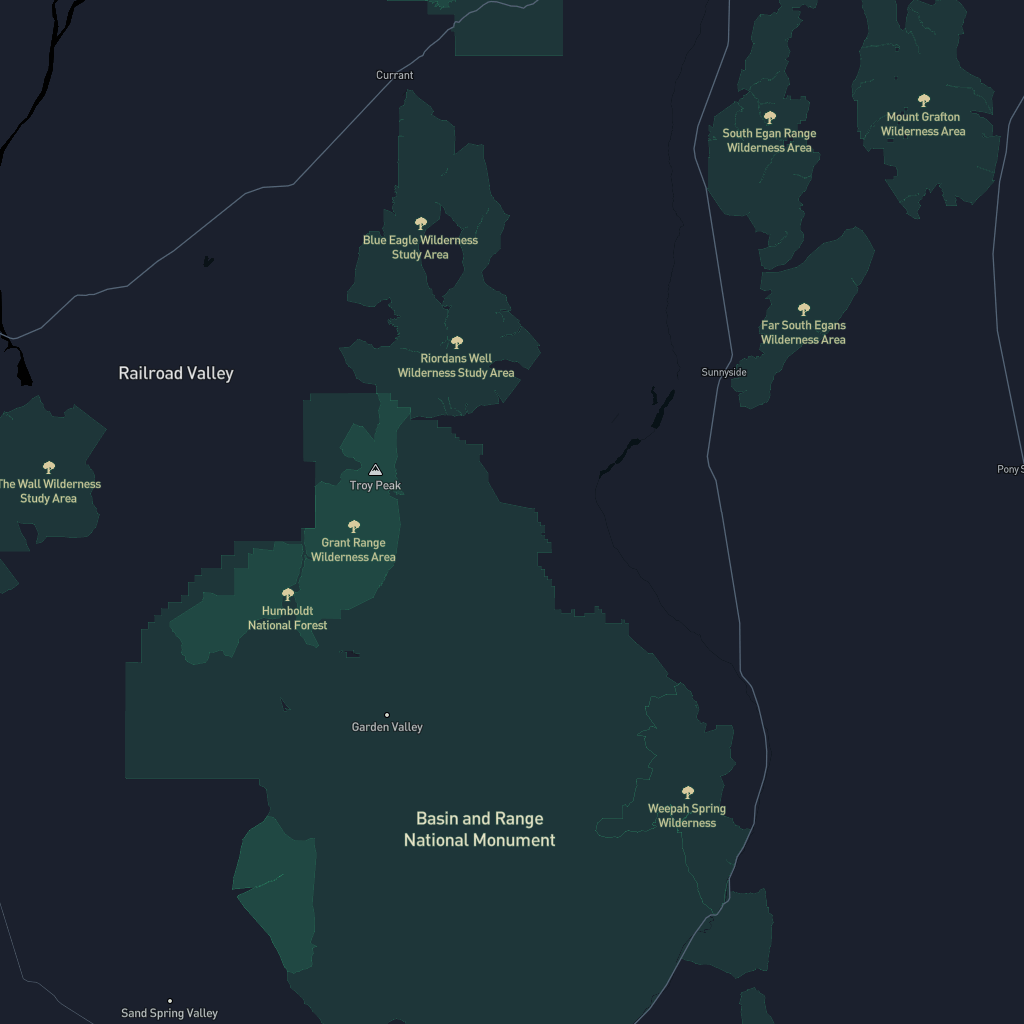 Currant
South Egan Range
Wilderness Area
Mount Grafton
Wilderness Area
Blue Eagle Wilderness
Study Area
Far South Egans
Wilderness Area
Riordans Well
Wilderness Study Area
Railroad Valley
Sunnyside
Pony S
The Wall Wilderness
Study Area
Troy Peak
Grant Range
Wilderness Area
Humboldt
National Forest
Garden Valley
Weepah Spring
Wilderness
Basin and Range
National Monument
Sand Spring Valley